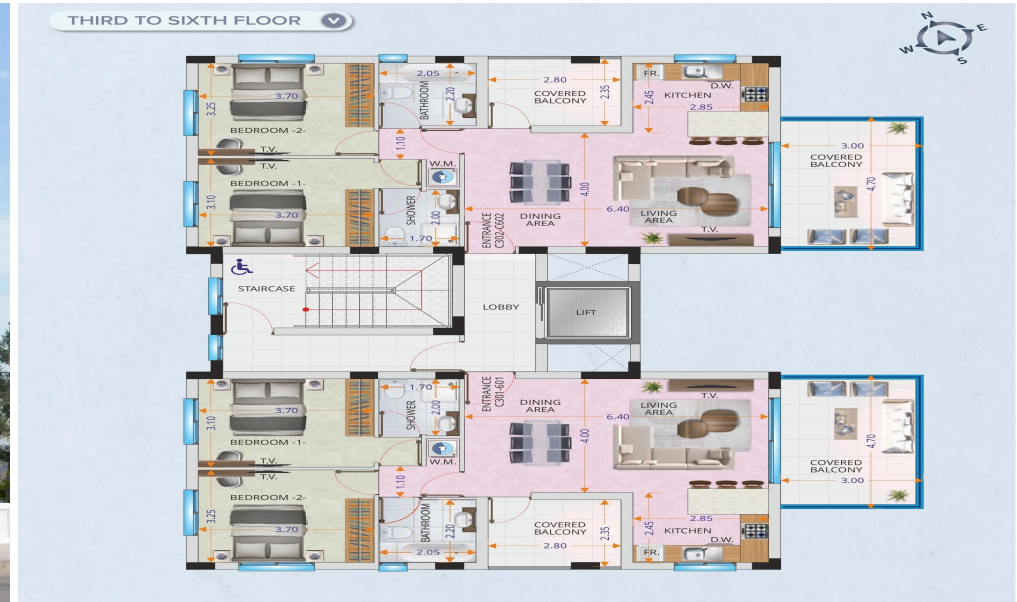 THIRD TO SIXTH FLOOR
N
E
W
S
2.05
2.20
BATHROOM
2.80
COVERED
BALCONY
2.35
FR.
D.W.
KITCHEN
2.45
2.85
3.70
3.25
BEDROOM -2-
T.V.
1.10
T.V.
W.M.
BEDROOM -1-
3.10
3.70
SHOWER
2.00
1.70
ENTRANCE
C302-C602
DINING
AREA
4.00
6.40
LIVING
AREA
T.V.
3.00
COVERED
BALCONY
4.70
STAIRCASE
LOBBY
LIFT
3.10
3.70
BEDROOM -1-
T.V.
T.V.
BEDROOM -2-
3.25
3.70
1.70
SHOWER
2.00
W.M.
1.10
BATHROOM
2.20
2.05
ENTRANCE
C301-601
DINING
AREA
4.00
6.40
T.V.
LIVING
AREA
COVERED
BALCONY
2.80
2.35
2.45
2.85
KITCHEN
D.W.
FR.
4.70
COVERED
BALCONY
3.00